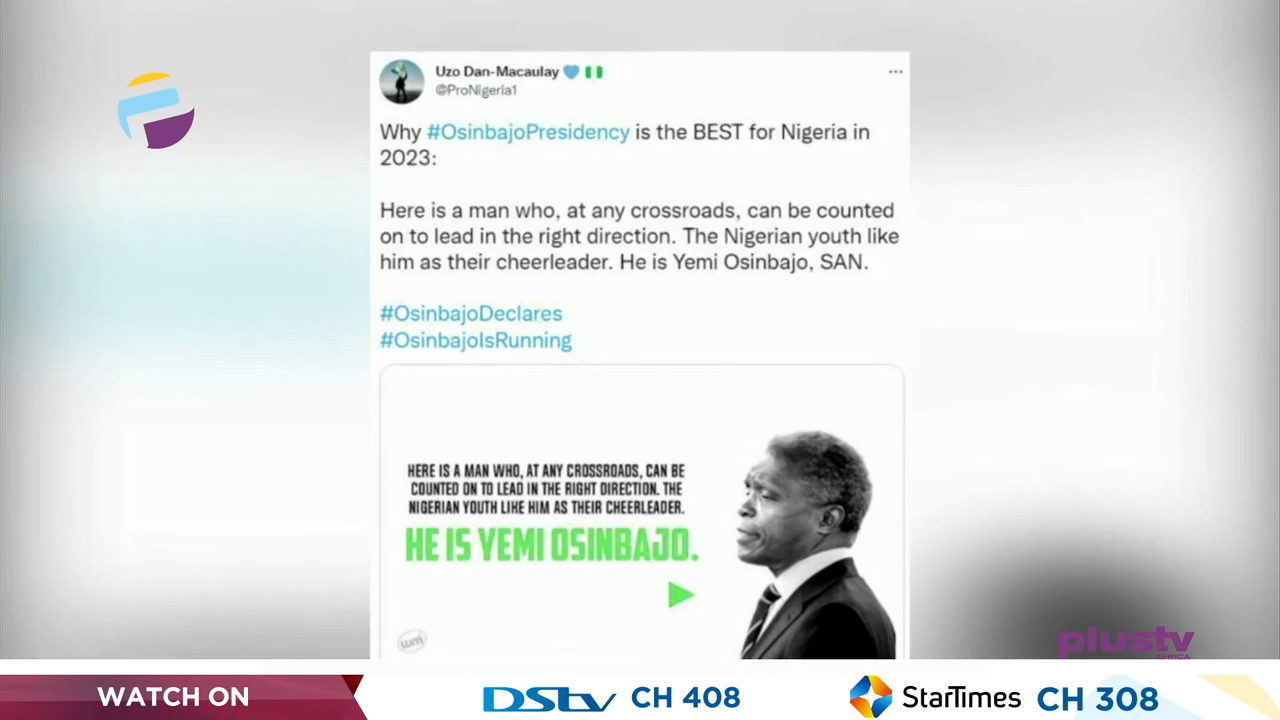 Uzo Dan-Macaulay
@ProNigeria1
Why #OsinbajoPresidency is the BEST for Nigeria in
2023:
Here is a man who, at any crossroads, can be counted
on to lead in the right direction. The Nigerian youth like
him as their cheerleader. He is Yemi Osinbajo, SAN.
#OsinbajoDeclares
#OsinbajoIsRunning
HERE IS A MAN WHO, AT ANY CROSSROADS, CAN BE
COUNTED ON TO LEAD IN THE RIGHT DIRECTION. THE
NIGERIAN YOUTH LIKE HIM AS THEIR CHEERLEADER.
HE IS YEMI OSINBAJO.
plustv
AFRICA
WATCH ON
DStv CH 408
StarTimes CH 308